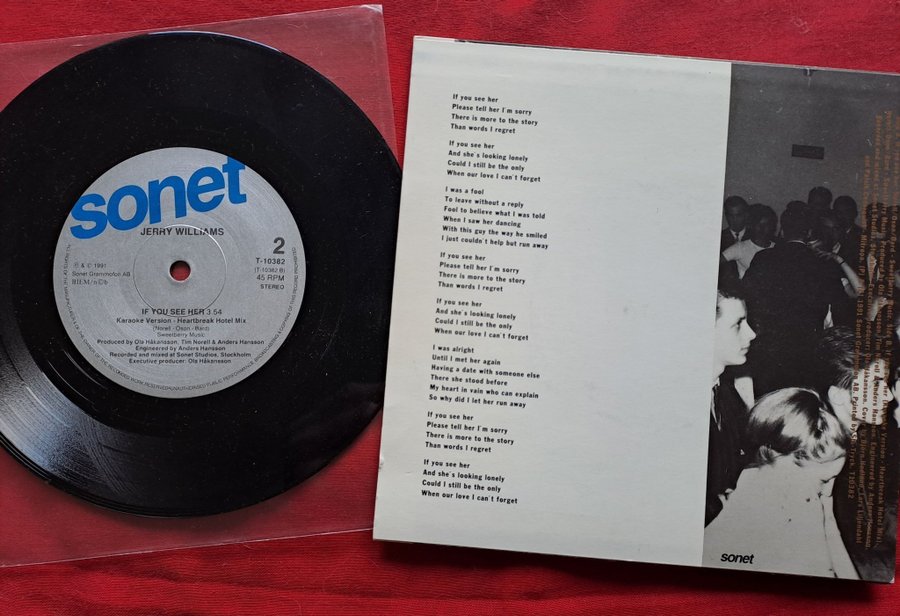 sonet
JERRY WILLIAMS
2
T-10382
(T-10382 B)
45 RPM
STEREO
℗ & © 1991
Sonet Grammofon AB
BIEM/n©b
IF YOU SEE HER 3.54
Karaoke Version - Heartbreak Hotel Mix
(Norell - Oson - Bard)
Sweeberry Music
Produced by Ola Håkansson, Tim Norell & Anders Hansson
Engineered by Anders Hansson
Recorded and mixed at Sonet Studios, Stockholm
Executive producer: Ola Håkansson
If you see her
Please tell her I'm sorry
There is more to the story
Than words I regret
If you see her
And she's looking lonely
Could I still be the only
When our love I can't forget
I was a fool
To leave without a reply
Fool to believe what I was told
When I saw her dancing
With this guy the way he smiled
I just couldn't help but run away
If you see her
Please tell her I'm sorry
There is more to the story
Than words I regret
If you see her
And she's looking lonely
Could I still be the only
When our love I can't forget
I was alright
Until I met her again
Having a date with someone else
There she stood before
My heart in vain who can explain
So why did I let her run away
If you see her
Please tell her I'm sorry
There is more to the story
Than words I regret
If you see her
And she's looking lonely
Could I still be the only
When our love I can't forget
sonet